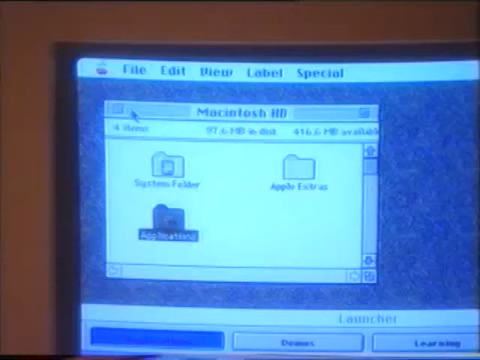 File Edit View Label Special
Macintosh HD
4 items 97.6 MB in disk 416.6 MB available
System Folder
Apple Extras
Applications
Launcher
Demos
Learning